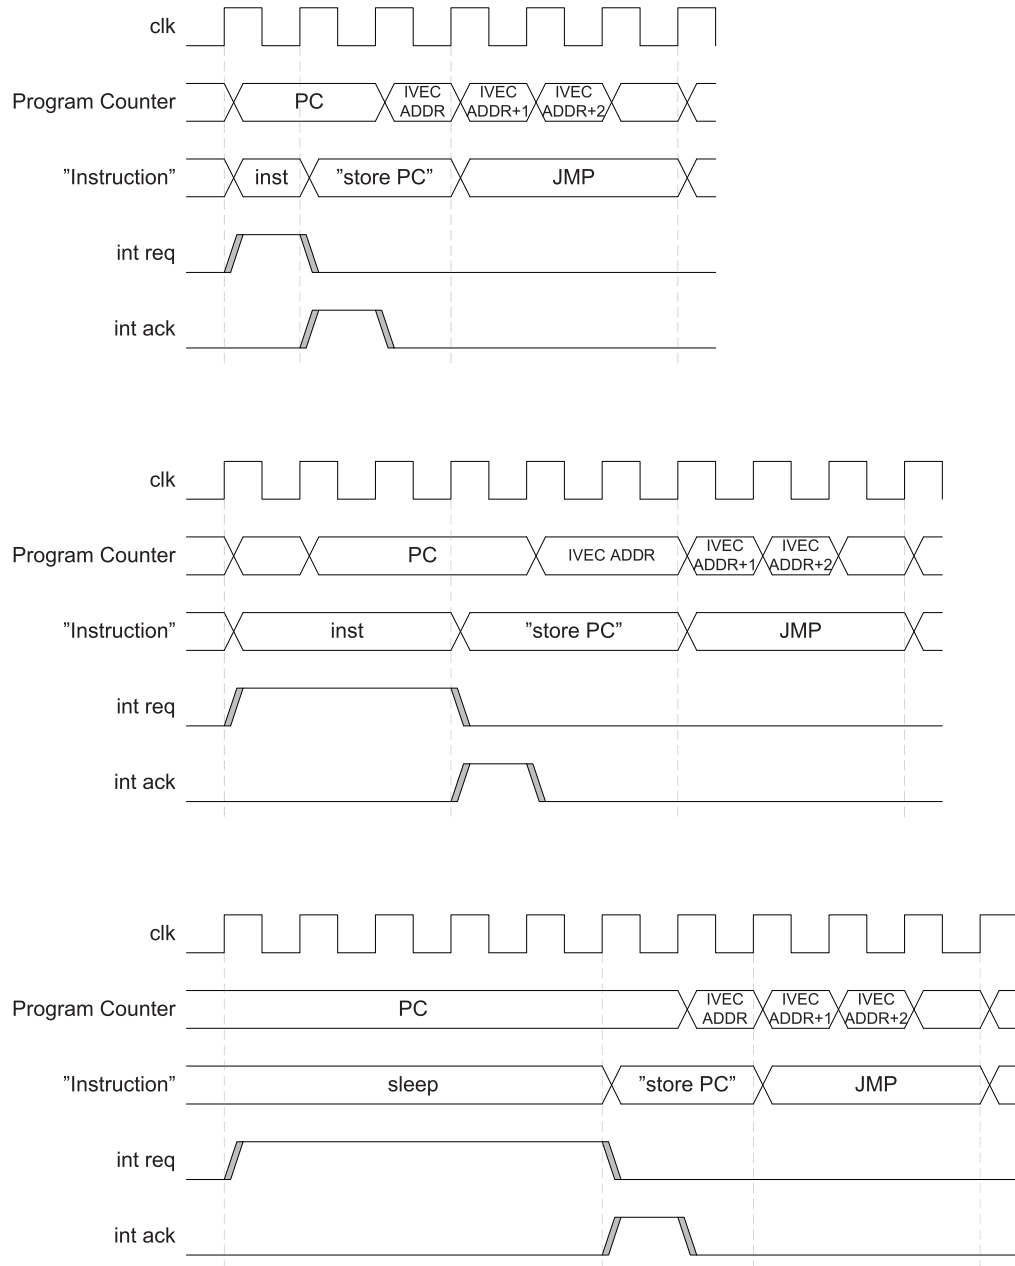 clk
Program Counter
PC
IVEC
ADDR
IVEC
ADDR+1
IVEC
ADDR+2
”Instruction”
inst
”store PC”
JMP
int req
int ack
clk
Program Counter
PC
IVEC ADDR
IVEC
ADDR+1
IVEC
ADDR+2
”Instruction”
inst
”store PC”
JMP
int req
int ack
clk
Program Counter
PC
IVEC
ADDR
IVEC
ADDR+1
IVEC
ADDR+2
”Instruction”
sleep
”store PC”
JMP
int req
int ack